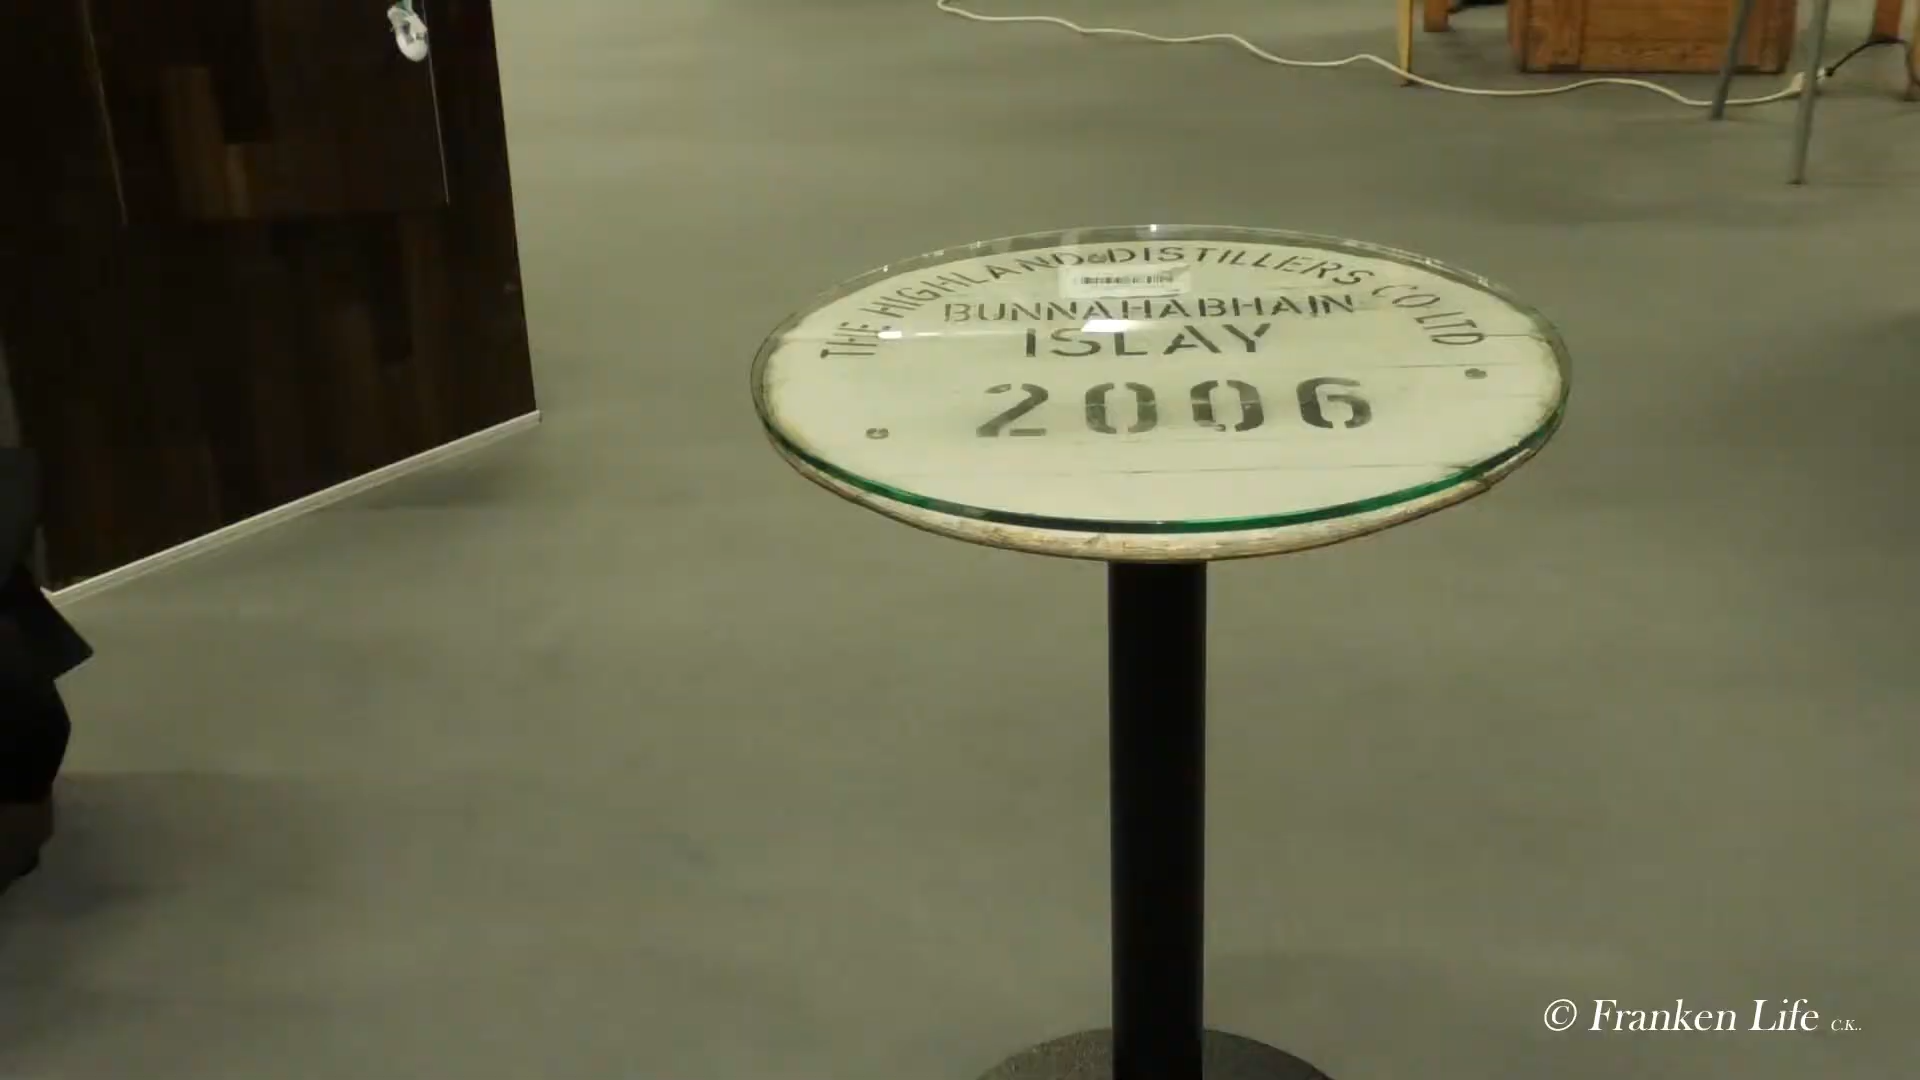 THE HIGHLAND DISTILLERS CO LTD
BUNNAHABHAIN
ISLAY
2006
© Franken Life C.K..